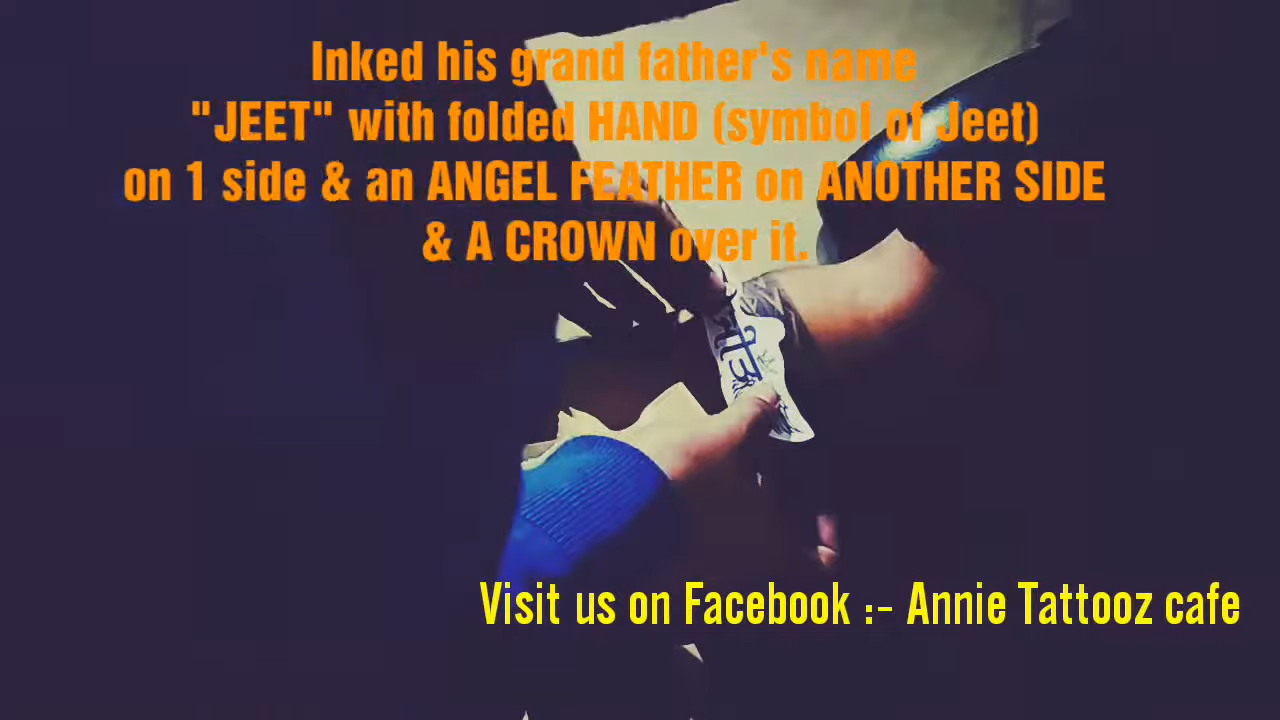 Inked his grand father's name
"JEET" with folded HAND (symbol of Jeet)
on 1 side & an ANGEL FEATHER on ANOTHER SIDE
& A CROWN over it.
Visit us on Facebook :- Annie Tattooz cafe